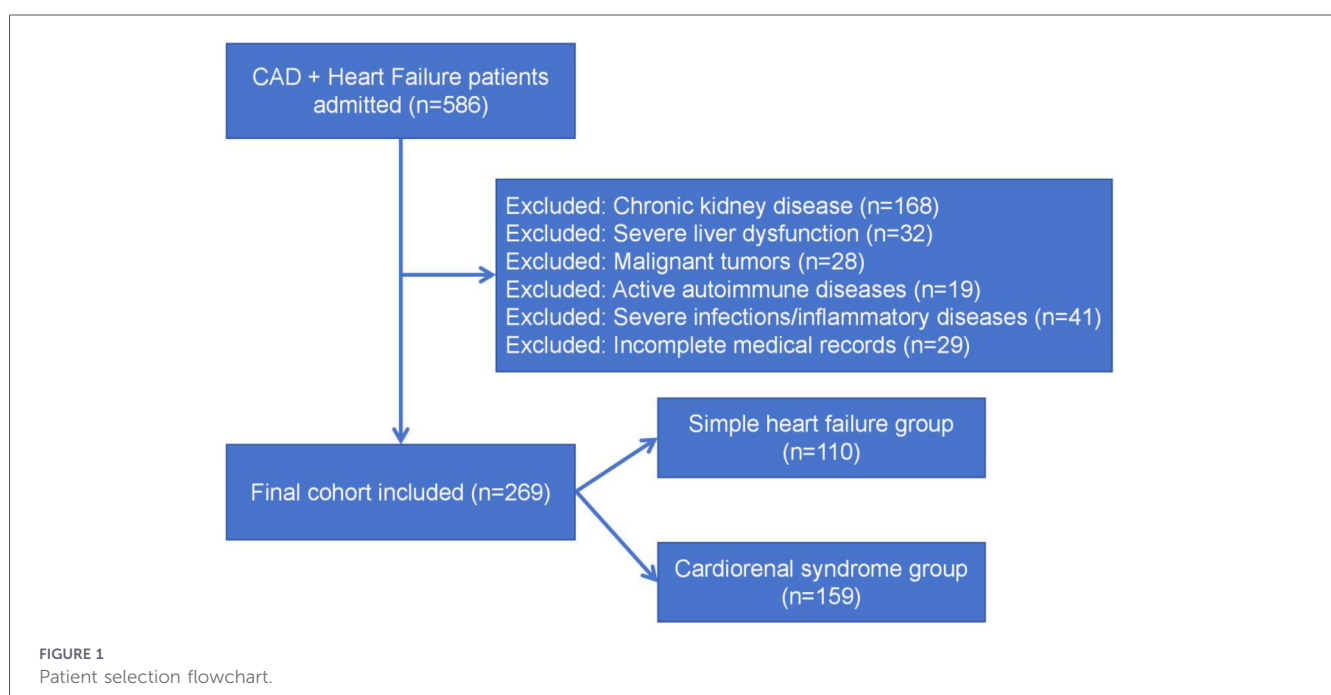 CAD + Heart Failure patients
admitted (n=586)
Excluded: Chronic kidney disease (n=168)
Excluded: Severe liver dysfunction (n=32)
Excluded: Malignant tumors (n=28)
Excluded: Active autoimmune diseases (n=19)
Excluded: Severe infections/inflammatory diseases (n=41)
Excluded: Incomplete medical records (n=29)
Final cohort included (n=269)
Simple heart failure group
(n=110)
Cardiorenal syndrome group
(n=159)
FIGURE 1
Patient selection flowchart.